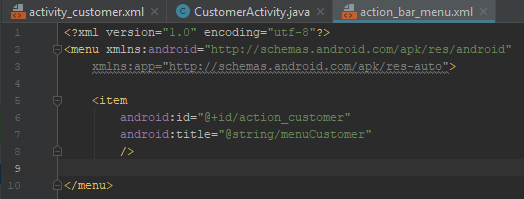 activity_customer.xml CustomerActivity.java action_bar_menu.xml
1 <?xml version="1.0" encoding="utf-8"?>
2 <menu xmlns:android="http://schemas.android.com/apk/res/android"
3 xmlns:app="http://schemas.android.com/apk/res-auto">
4
5 <item
6 android:id="@+id/action_customer"
7 android:title="@string/menuCustomer"
8 />
9
10 </menu>